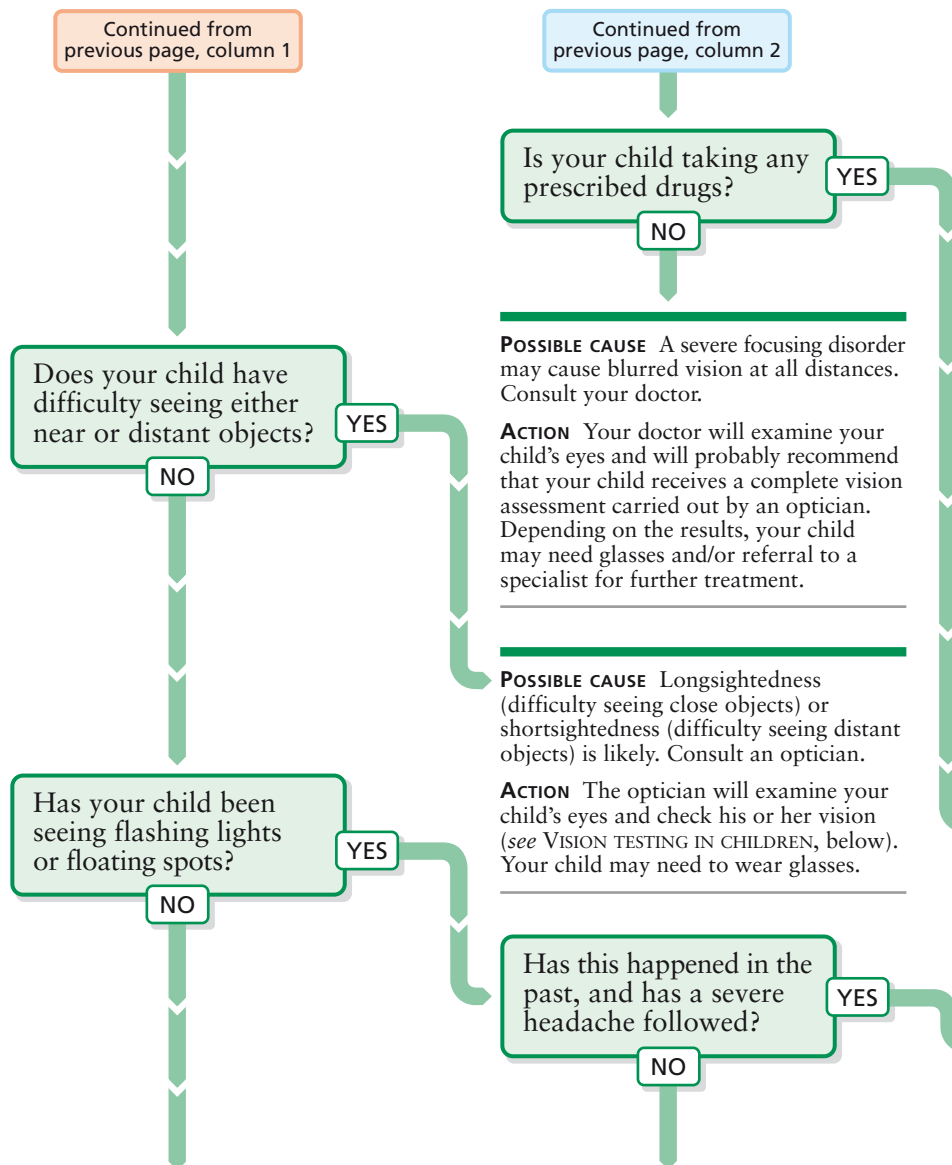 Continued from
previous page, column 1
Does your child have
difficulty seeing either
near or distant objects?
YES
NO
Has your child been
seeing flashing lights
or floating spots?
YES
NO
Continued from
previous page, column 2
Is your child taking any
prescribed drugs?
YES
NO
POSSIBLE CAUSE A severe focusing disorder
may cause blurred vision at all distances.
Consult your doctor.
ACTION Your doctor will examine your
child's eyes and will probably recommend
that your child receives a complete vision
assessment carried out by an optician.
Depending on the results, your child
may need glasses and/or referral to a
specialist for further treatment.
POSSIBLE CAUSE Longsightedness
(difficulty seeing close objects) or
shortsightedness (difficulty seeing distant
objects) is likely. Consult an optician.
ACTION The optician will examine your
child's eyes and check his or her vision
(see VISION TESTING IN CHILDREN, below).
Your child may need to wear glasses.
Has this happened in the
past, and has a severe
headache followed?
YES
NO